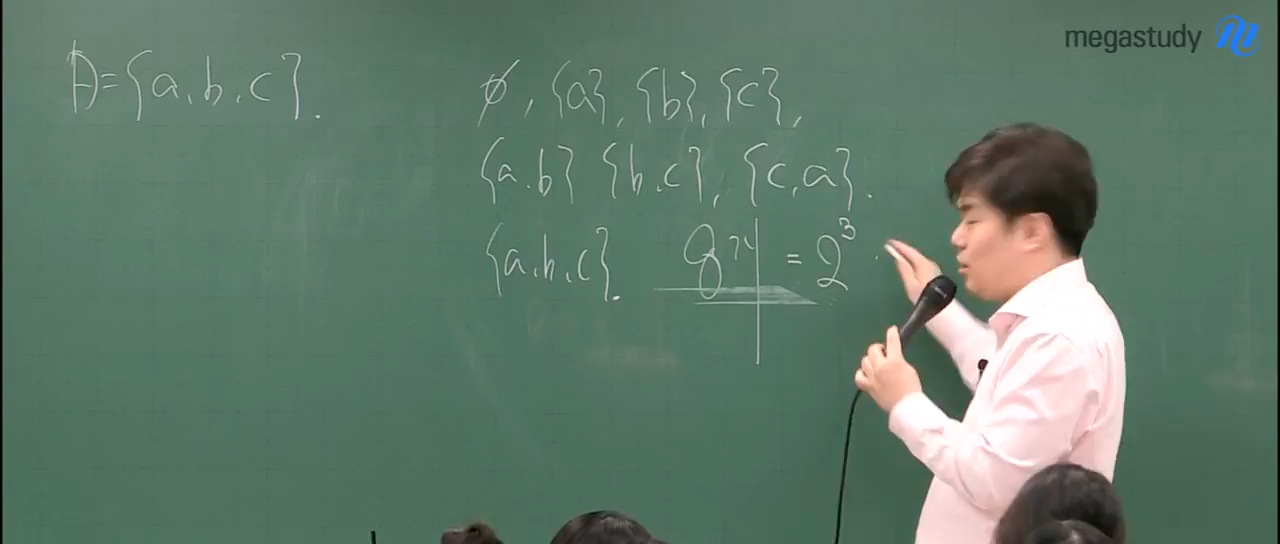 megastudy
A={a, b, c}.
∅, {a}, {b}, {c},
{a, b} {b, c}, {c, a}.
{a, b, c}. 8개 = 2³